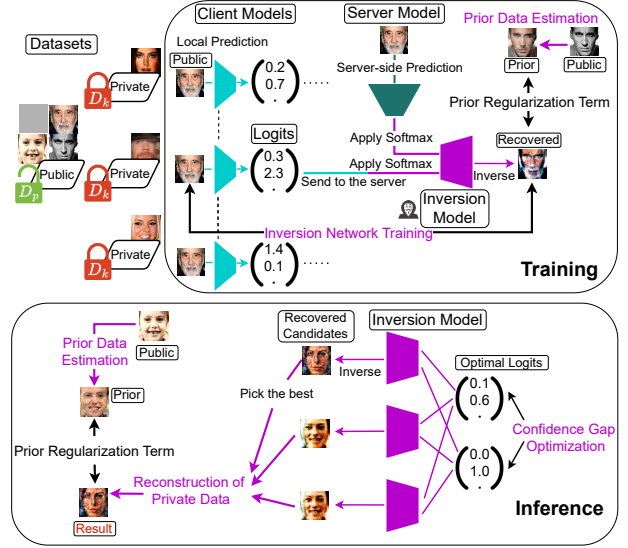 Datasets
Client Models
Server Model
Prior Data Estimation
Local Prediction
Public
Private
D_k
0.2
0.7
.
.....
Server-side Prediction
Prior
Public
Prior Regularization Term
Logits
Apply Softmax
Recovered
Public
D_p
Private
D_k
0.3
2.3
.
Apply Softmax
Send to the server
Inverse
Inversion
Model
Inversion Network Training
Private
D_k
1.4
0.1
.
.....
Training
Prior Data
Estimation
Public
Recovered
Candidates
Inversion Model
Optimal Logits
Inverse
0.1
0.6
.
Prior
Pick the best
Confidence Gap
Optimization
Prior Regularization Term
0.0
1.0
.
Reconstruction of
Private Data
Result
Inference